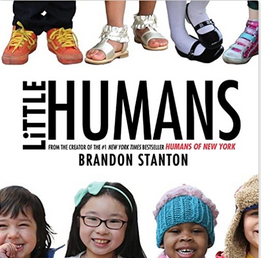 LiTTLE
HUMANS
FROM THE CREATOR OF THE #1 NEW YORK TIMES BESTSELLER HUMANS OF NEW YORK
BRANDON STANTON